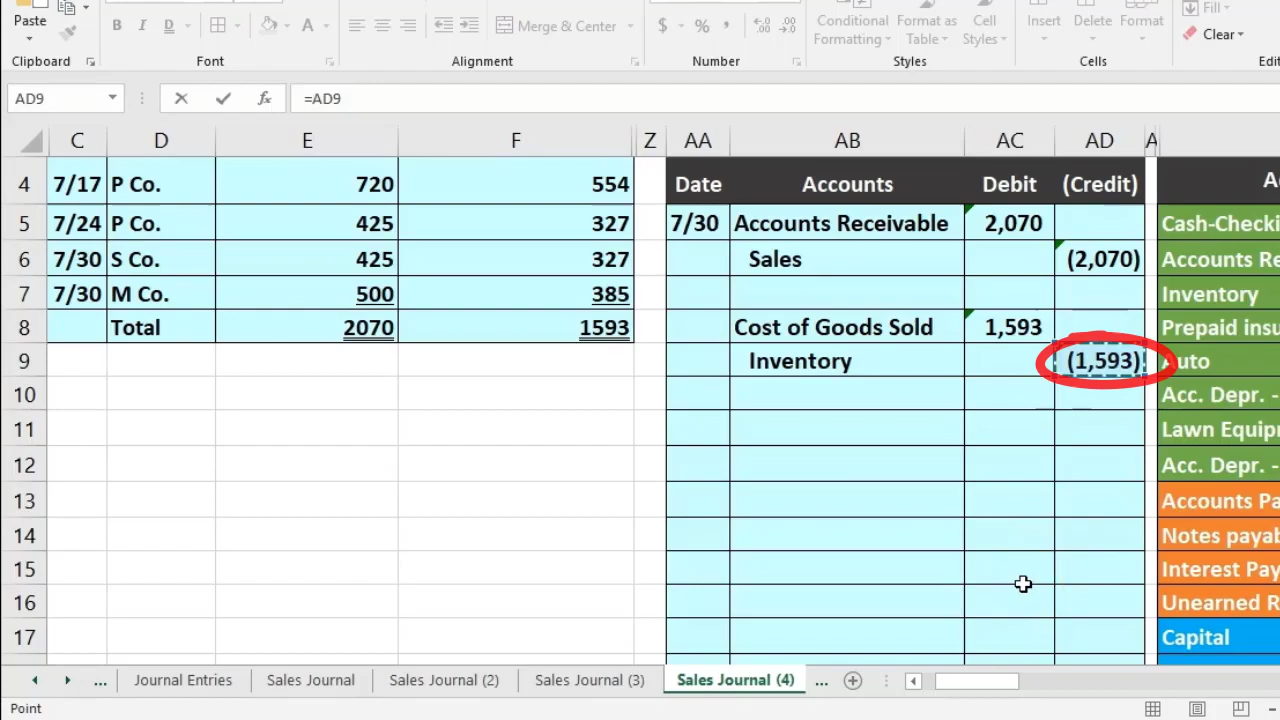 Paste
B I U
A
Merge & Center
$ % ,
Conditional Formatting
Format as Table
Cell Styles
Insert
Delete
Format
Fill
Clear
Clipboard
Font
Alignment
Number
Styles
Cells
AD9
fx
=AD9
C D E F Z AA AB AC AD
4 7/17 P Co. 720 554 Date Accounts Debit (Credit)
5 7/24 P Co. 425 327 7/30 Accounts Receivable 2,070 Cash-Checki
6 7/30 S Co. 425 327 Sales (2,070) Accounts Re
7 7/30 M Co. 500 385 Inventory
8 Total 2070 1593 Cost of Goods Sold 1,593 Prepaid insu
9 Inventory (1,593) Auto
10 Acc. Depr. -
11 Lawn Equip
12 Acc. Depr. -
13 Accounts Pa
14 Notes payab
15 Interest Pay
16 Unearned R
17 Capital
... Journal Entries Sales Journal Sales Journal (2) Sales Journal (3) Sales Journal (4) ...
Point